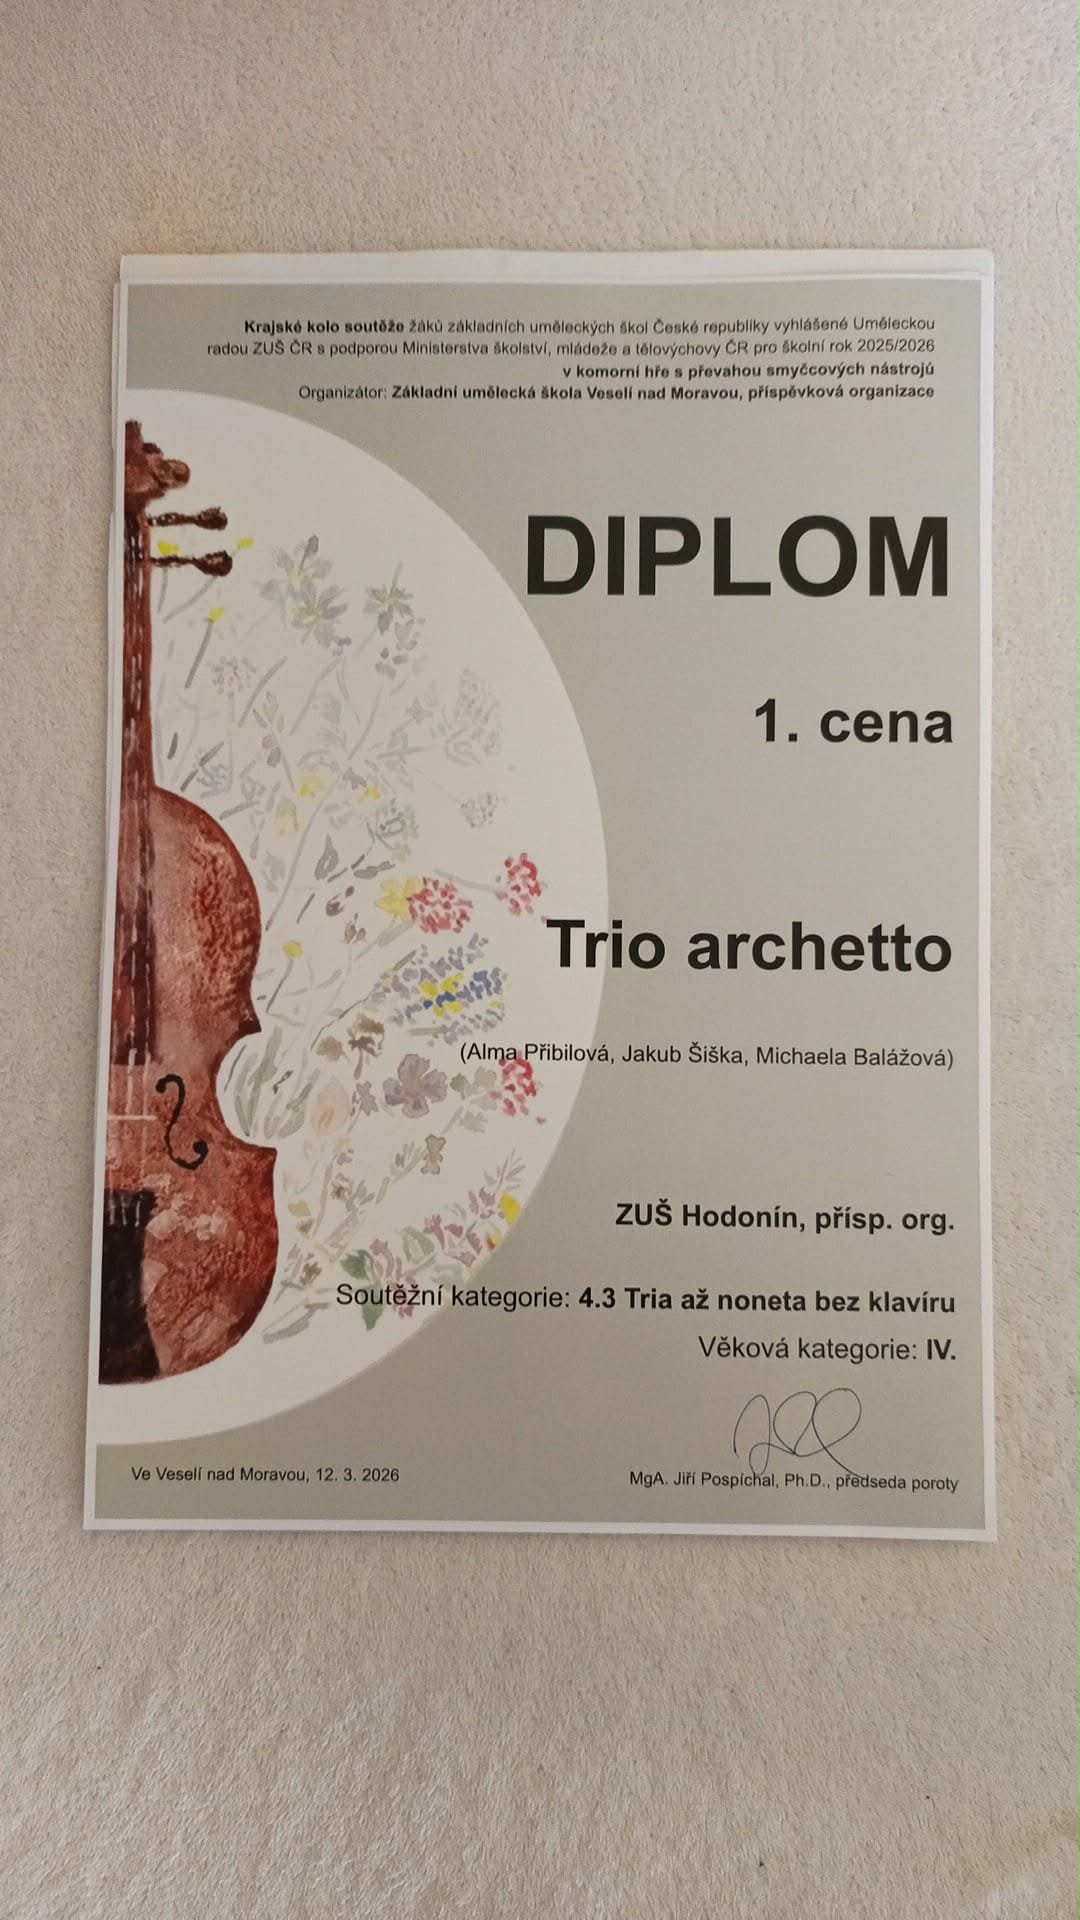 Krajské kolo soutěže žáků základních uměleckých škol České republiky vyhlášené Uměleckou
radou ZUŠ ČR s podporou Ministerstva školství, mládeže a tělovýchovy ČR pro školní rok 2025/2026
v komorní hře s převahou smyčcových nástrojů
Organizátor: Základní umělecká škola Veselí nad Moravou, příspěvková organizace
DIPLOM
1. cena
Trio archetto
(Alma Přibilová, Jakub Šiška, Michaela Balážová)
ZUŠ Hodonín, přísp. org.
Soutěžní kategorie: 4.3 Tria až noneta bez klavíru
Věková kategorie: IV.
Ve Veselí nad Moravou, 12. 3. 2026
MgA. Jiří Pospíchal, Ph.D., předseda poroty